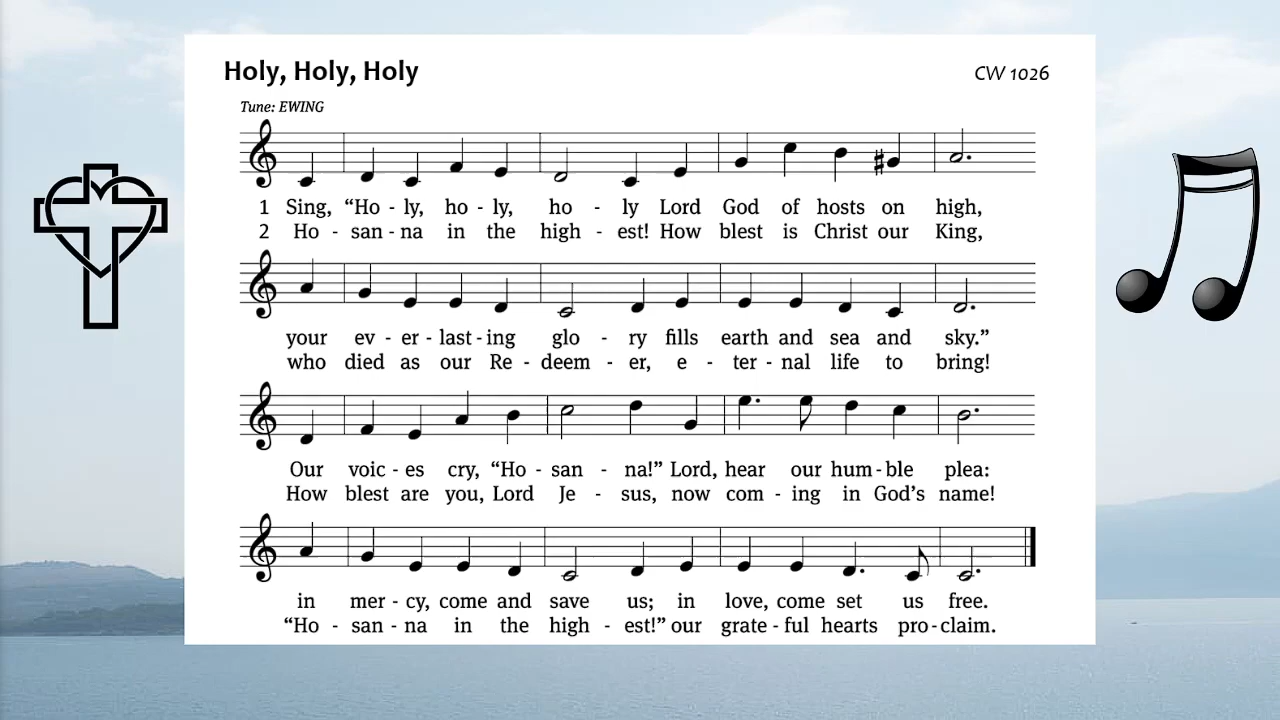 Holy, Holy, Holy
CW 1026
Tune: EWING
1 Sing, “Ho - ly, ho - ly, ho - ly Lord God of hosts on high,
2 Ho - san - na in the high - est! How blest is Christ our King,
your ev - er - last - ing glo - ry fills earth and sea and sky.”
who died as our Re - deem - er, e - ter - nal life to bring!
Our voic - es cry, “Ho - san - na!” Lord, hear our hum - ble plea:
How blest are you, Lord Je - sus, now com - ing in God’s name!
in mer - cy, come and save us; in love, come set us free.
“Ho - san - na in the high - est!” our grate - ful hearts pro - claim.